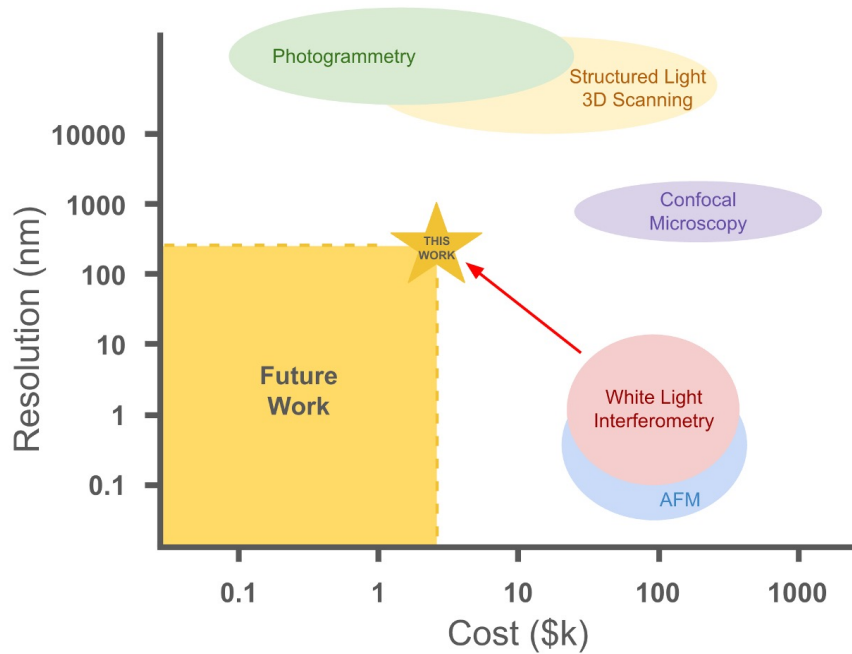 Photogrammetry
Structured Light
3D Scanning
10000
1000
100
10
1
0.1
Resolution (nm)
Confocal
Microscopy
THIS
WORK
Future
Work
White Light
Interferometry
AFM
0.1
1
10
100
1000
Cost ($k)